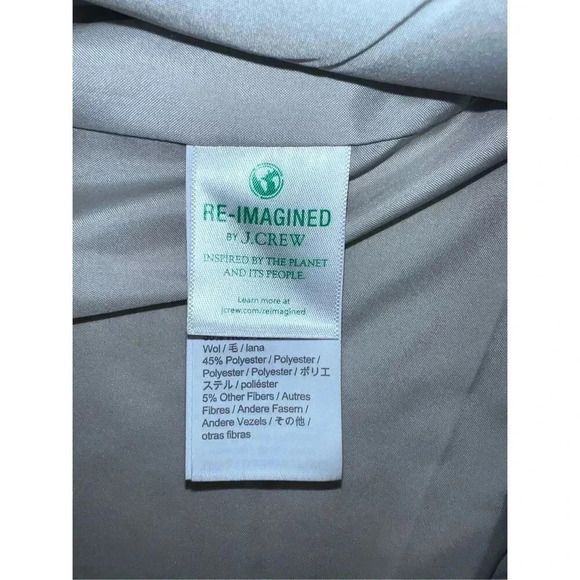 RE-IMAGINED
BY J.CREW
INSPIRED BY THE PLANET
AND ITS PEOPLE.
Learn more at
jcrew.com/reimagined
Wol / 毛 / lana
45% Polyester / Polyester /
Polyester / Polyester / ポリエ
ステル / poliéster
5% Other Fibers / Autres
Fibres / Andere Fasern /
Andere Vezels / その他 /
otras fibras